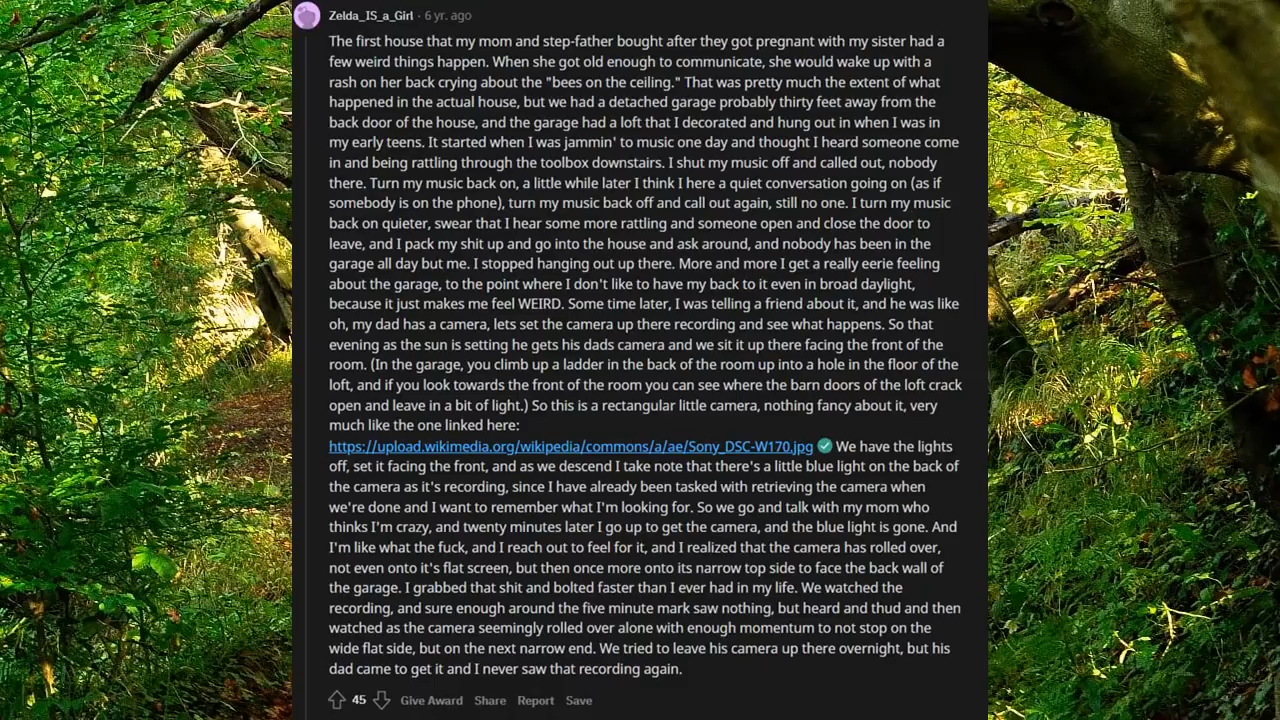 Zelda_IS_a_Girl · 6 yr. ago
The first house that my mom and step-father bought after they got pregnant with my sister had a
few weird things happen. When she got old enough to communicate, she would wake up with a
rash on her back crying about the "bees on the ceiling." That was pretty much the extent of what
happened in the actual house, but we had a detached garage probably thirty feet away from the
back door of the house, and the garage had a loft that I decorated and hung out in when I was in
my early teens. It started when I was jammin' to music one day and thought I heard someone come
in and being rattling through the toolbox downstairs. I shut my music off and called out, nobody
there. Turn my music back on, a little while later I think I here a quiet conversation going on (as if
somebody is on the phone), turn my music back off and call out again, still no one. I turn my music
back on quieter, swear that I hear some more rattling and someone open and close the door to
leave, and I pack my shit up and go into the house and ask around, and nobody has been in the
garage all day but me. I stopped hanging out up there. More and more I get a really eerie feeling
about the garage, to the point where I don't like to have my back to it even in broad daylight,
because it just makes me feel WEIRD. Some time later, I was telling a friend about it, and he was like
oh, my dad has a camera, lets set the camera up there recording and see what happens. So that
evening as the sun is setting he gets his dads camera and we sit it up there facing the front of the
room. (In the garage, you climb up a ladder in the back of the room up into a hole in the floor of the
loft, and if you look towards the front of the room you can see where the barn doors of the loft crack
open and leave in a bit of light.) So this is a rectangular little camera, nothing fancy about it, very
much like the one linked here:
https://upload.wikimedia.org/wikipedia/commons/a/ae/Sony_DSC-W170.jpg We have the lights
off, set it facing the front, and as we descend I take note that there's a little blue light on the back of
the camera as it's recording, since I have already been tasked with retrieving the camera when
we're done and I want to remember what I'm looking for. So we go and talk with my mom who
thinks I'm crazy, and twenty minutes later I go up to get the camera, and the blue light is gone. And
I'm like what the fuck, and I reach out to feel for it, and I realized that the camera has rolled over,
not even onto it's flat screen, but then once more onto its narrow top side to face the back wall of
the garage. I grabbed that shit and bolted faster than I ever had in my life. We watched the
recording, and sure enough around the five minute mark saw nothing, but heard and thud and then
watched as the camera seemingly rolled over alone with enough momentum to not stop on the
wide flat side, but on the next narrow end. We tried to leave his camera up there overnight, but his
dad came to get it and I never saw that recording again.
45 Give Award Share Report Save